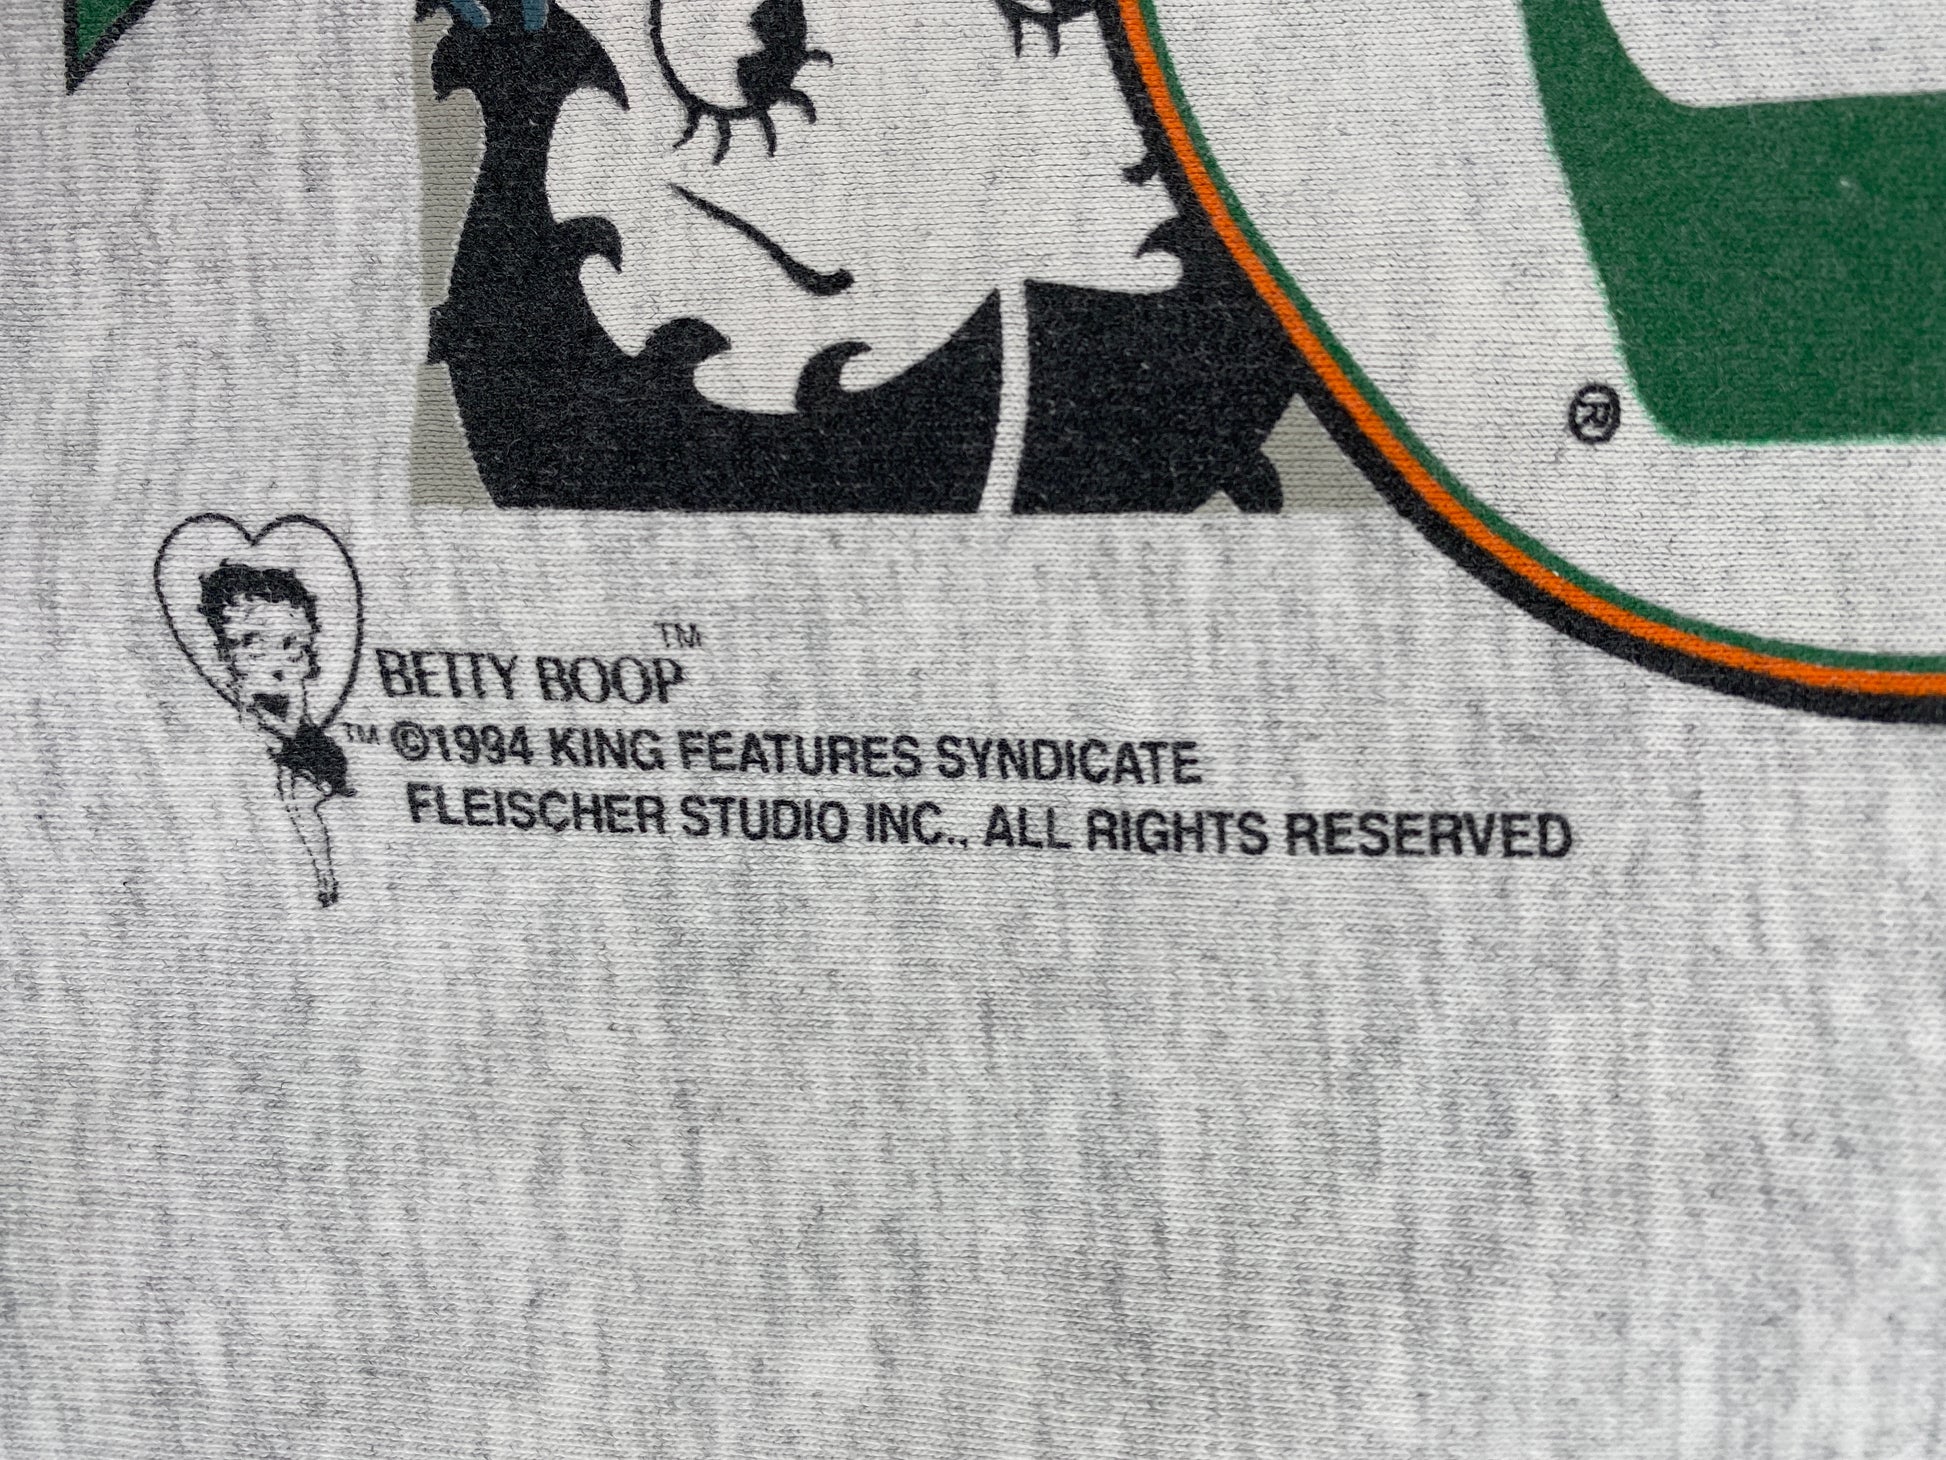 ®
BETTY BOOP™
™ ©1994 KING FEATURES SYNDICATE
FLEISCHER STUDIO INC., ALL RIGHTS RESERVED